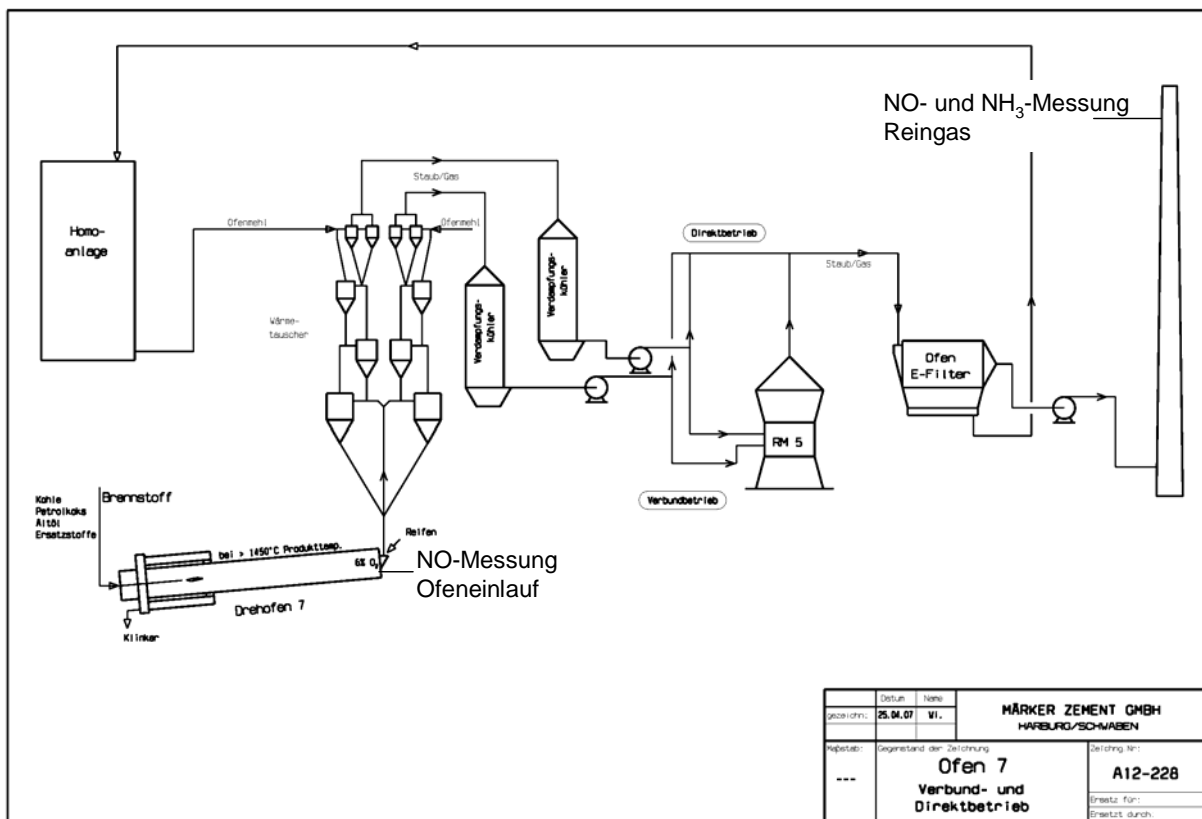 NO- und NH₃-Messung
Reingas
Staub/Gas
Homo-
anlage
Ofenmehl
Ofenmehl
Direktbetrieb
Staub/Gas
Verdampfungs-
kühler
Verdampfungs-
kühler
Wärme-
tauscher
Ofen
E-Filter
RM 5
Verbundbetrieb
Kohle
Petrolkoks
Altöl
Ersatzstoffe
Brennstoff
bei > 1450°C Produkttemp.
6% O₂
Reifen
NO-Messung
Ofeneinlauf
Drehofen 7
Klinker
Datum Name
gezeichn: 25.04.07 Wi.
MÄRKER ZEMENT GMBH
HARBURG/SCHWABEN
Maßstab:
---
Gegenstand der Zeichnung
Ofen 7
Verbund- und
Direktbetrieb
Zeichng.Nr:
A12-228
Ersatz für:
Ersetzt durch.